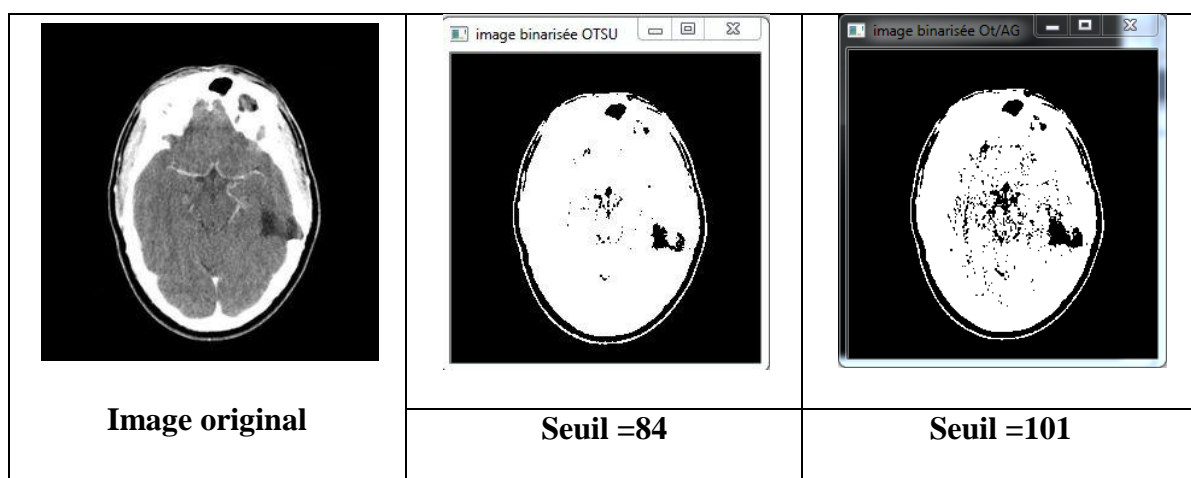 image binarisée OTSU
image binarisée Ot/AG
Image original
Seuil =84
Seuil =101